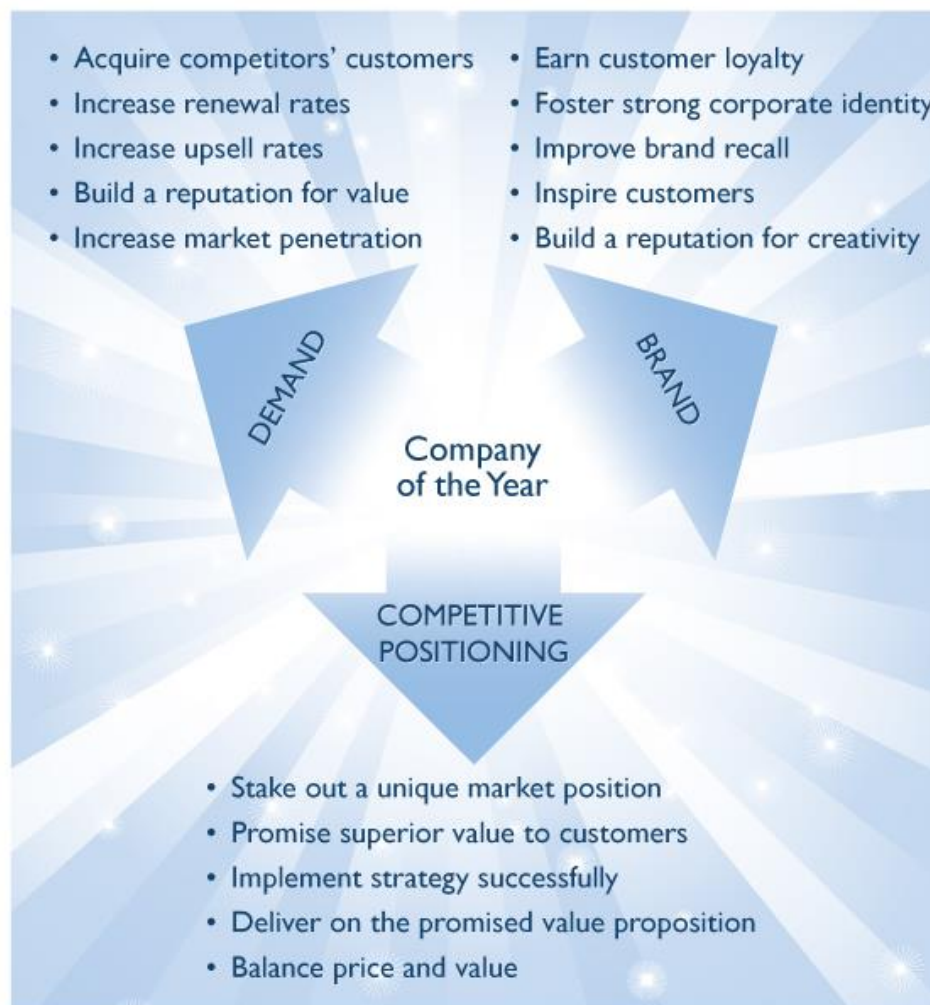 • Acquire competitors' customers
• Increase renewal rates
• Increase upsell rates
• Build a reputation for value
• Increase market penetration
• Earn customer loyalty
• Foster strong corporate identity
• Improve brand recall
• Inspire customers
• Build a reputation for creativity
DEMAND
BRAND
Company
of the Year
COMPETITIVE
POSITIONING
• Stake out a unique market position
• Promise superior value to customers
• Implement strategy successfully
• Deliver on the promised value proposition
• Balance price and value